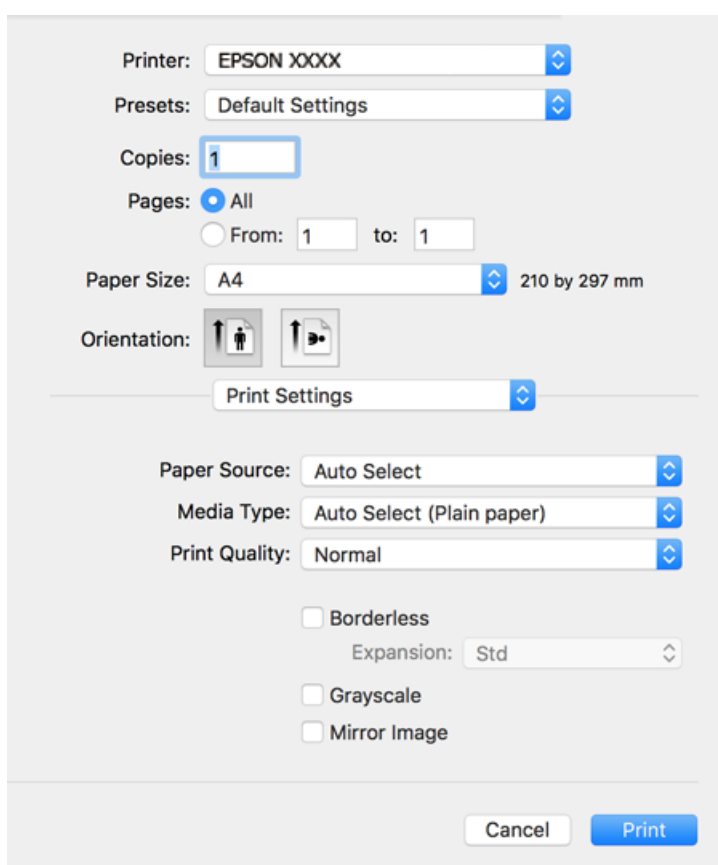 Printer: EPSON XXXX
Presets: Default Settings
Copies: 1
Pages: All
From: 1 to: 1
Paper Size: A4 210 by 297 mm
Orientation:
Print Settings
Paper Source: Auto Select
Media Type: Auto Select (Plain paper)
Print Quality: Normal
Borderless
Expansion: Std
Grayscale
Mirror Image
Cancel Print